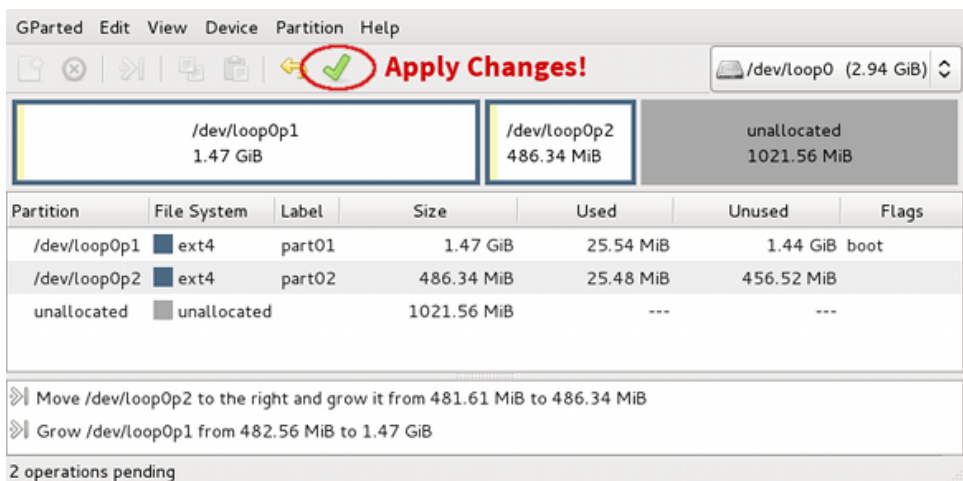 GParted Edit View Device Partition Help
Apply Changes!
/dev/loop0 (2.94 GiB)
/dev/loop0p1
1.47 GiB
/dev/loop0p2
486.34 MiB
unallocated
1021.56 MiB
Partition File System Label Size Used Unused Flags
/dev/loop0p1 ext4 part01 1.47 GiB 25.54 MiB 1.44 GiB boot
/dev/loop0p2 ext4 part02 486.34 MiB 25.48 MiB 456.52 MiB
unallocated unallocated 1021.56 MiB --- ---
Move /dev/loop0p2 to the right and grow it from 481.61 MiB to 486.34 MiB
Grow /dev/loop0p1 from 482.56 MiB to 1.47 GiB
2 operations pending